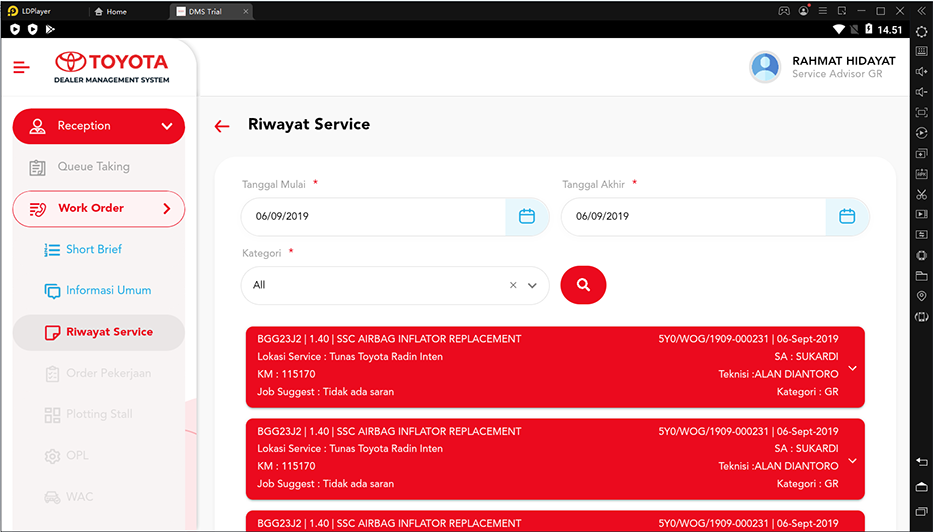 LDPlayer
Home
DMS Trial
14.51
TOYOTA
DEALER MANAGEMENT SYSTEM
RAHMAT HIDAYAT
Service Advisor GR
Reception
Queue Taking
Work Order
Short Brief
Informasi Umum
Riwayat Service
Order Pekerjaan
Plotting Stall
OPL
WAC
Riwayat Service
Tanggal Mulai *
Tanggal Akhir *
06/09/2019
06/09/2019
Kategori *
All
BGG23J2 | 1.40 | SSC AIRBAG INFLATOR REPLACEMENT
5Y0/WOG/1909-000231 | 06-Sept-2019
Lokasi Service : Tunas Toyota Radin Inten
SA : SUKARDI
KM : 115170
Teknisi :ALAN DIANTORO
Job Suggest : Tidak ada saran
Kategori : GR
BGG23J2 | 1.40 | SSC AIRBAG INFLATOR REPLACEMENT
5Y0/WOG/1909-000231 | 06-Sept-2019
Lokasi Service : Tunas Toyota Radin Inten
SA : SUKARDI
KM : 115170
Teknisi :ALAN DIANTORO
Job Suggest : Tidak ada saran
Kategori : GR
BGG23J2 | 1.40 | SSC AIRBAG INFLATOR REPLACEMENT
5Y0/WOG/1909-000231 | 06-Sept-2019